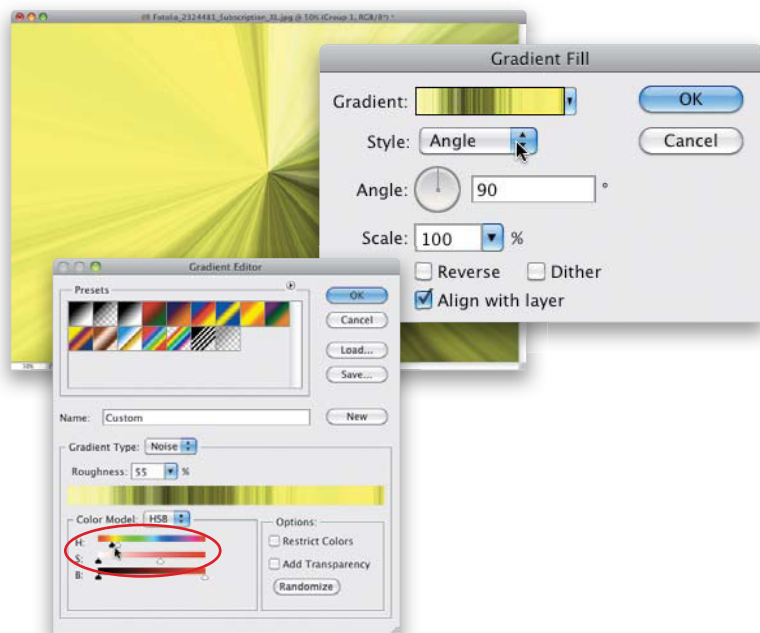 Fotolia_2324481_Subscription_XL.jpg @ 50% (Group 1, RGB/8*) *
Gradient Fill
Gradient:
OK
Style: Angle
Cancel
Angle: 90 °
Scale: 100 %
Reverse Dither
Align with layer
Gradient Editor
Presets
OK
Cancel
Load...
Save...
50%
Name: Custom
New
Gradient Type: Noise
Roughness: 55 %
Color Model: HSB
H:
S:
B:
Options:
Restrict Colors
Add Transparency
Randomize